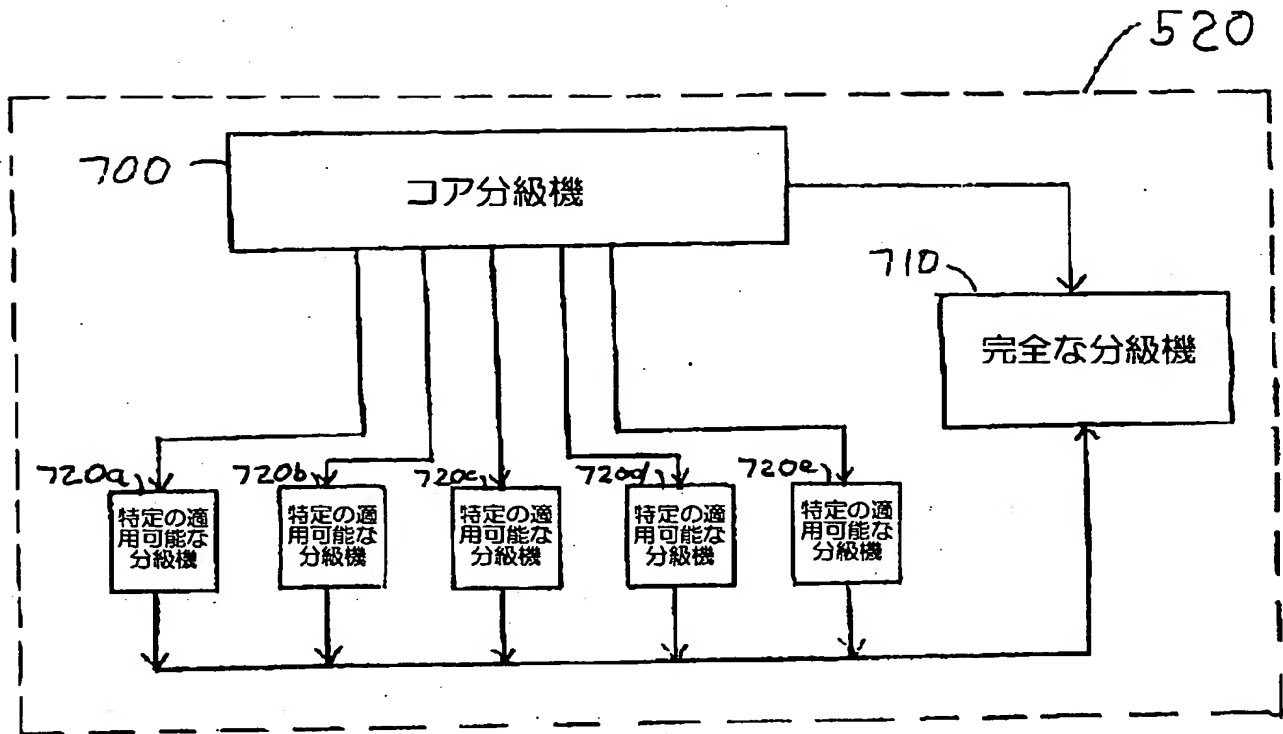 520
700
コア分級機
710
完全な分級機
720a
720b
720c
720d
720e
特定の適
用可能な
分級機
特定の適
用可能な
分級機
特定の適
用可能な
分級機
特定の適
用可能な
分級機
特定の適
用可能な
分級機